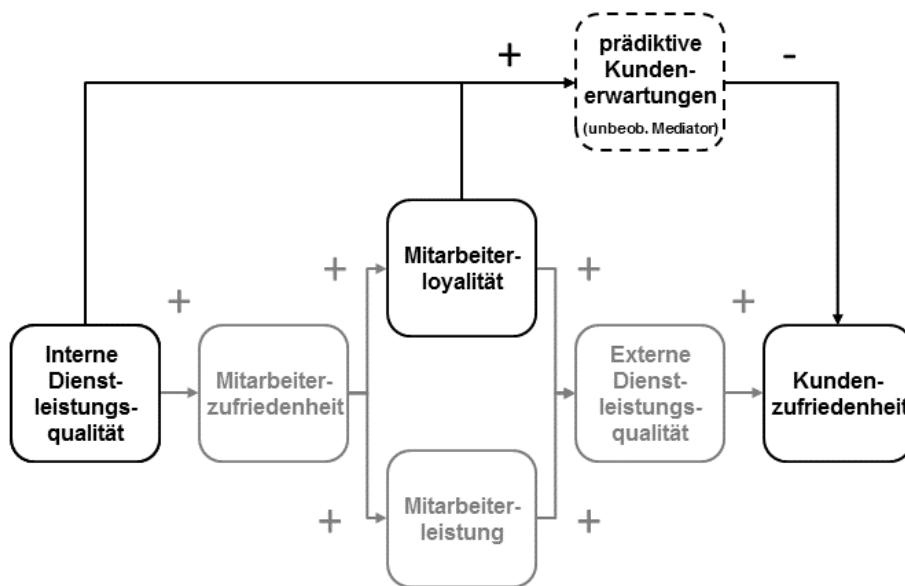 +
prädiktive
Kunden-
erwartungen
(unbeob. Mediator)
-
Mitarbeiter-
loyalität
+
+
+
+
Interne
Dienst-
leistungs-
qualität
Mitarbeiter-
zufriedenheit
Externe
Dienst-
leistungs-
qualität
Kunden-
zufriedenheit
Mitarbeiter-
leistung
+
+